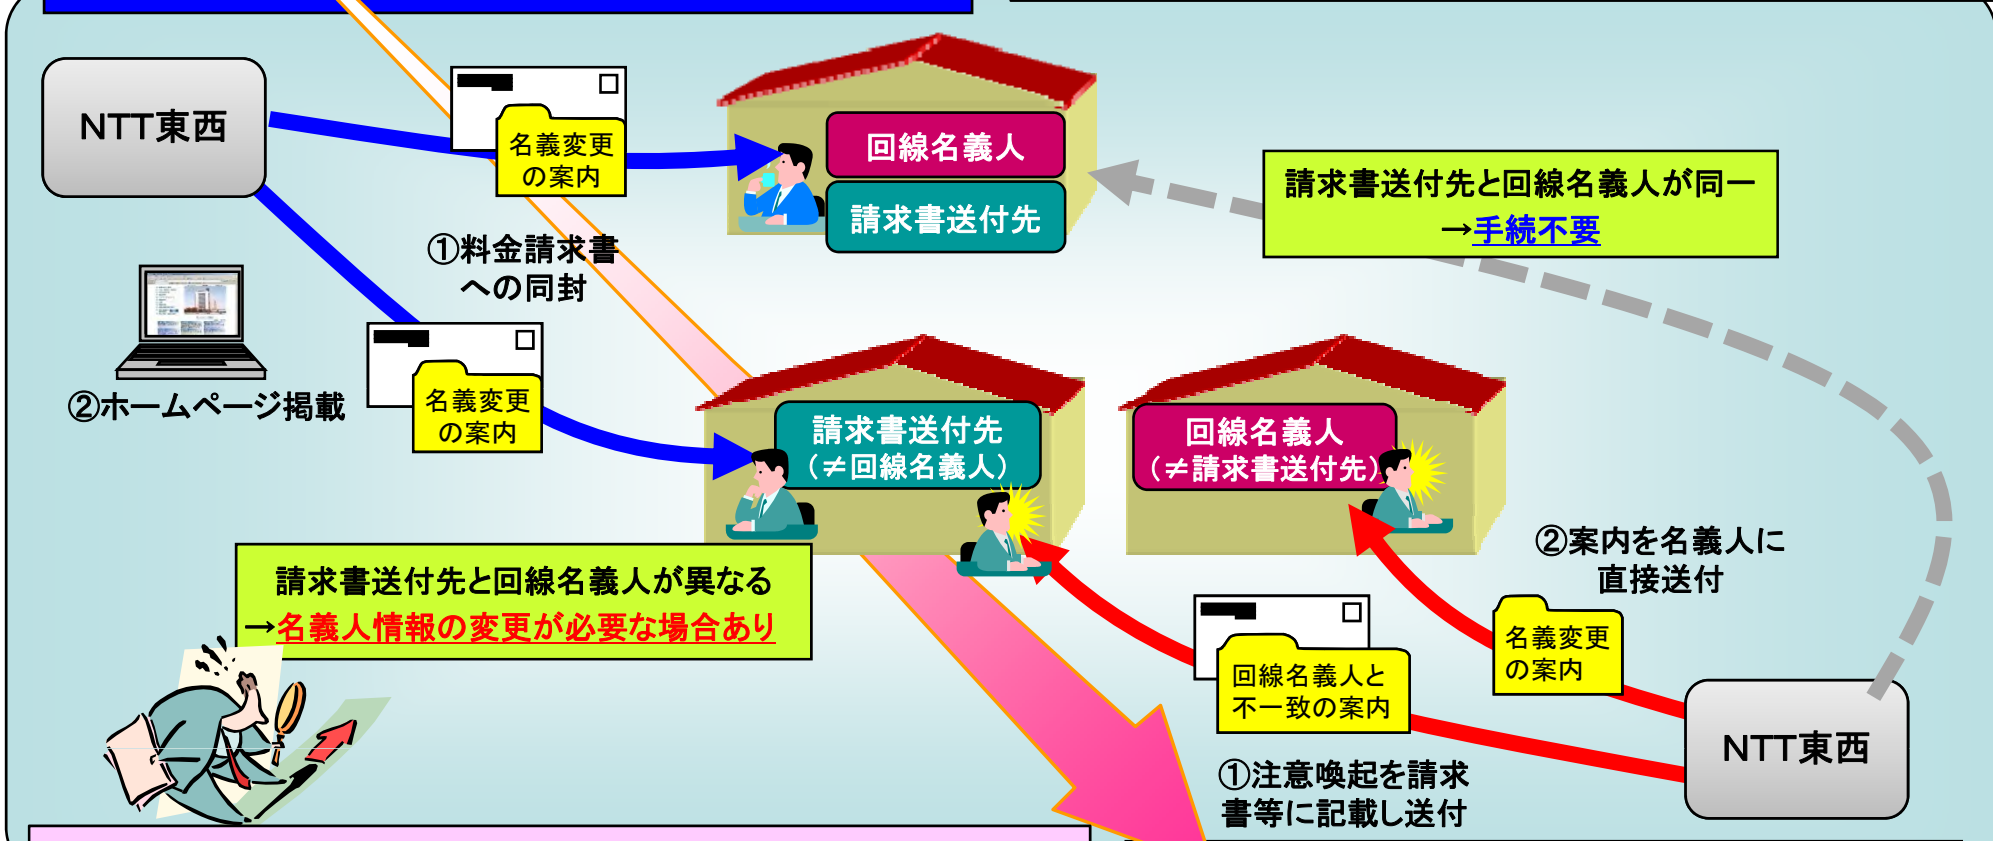 NTT東西
名義変更
の案内
回線名義人
請求書送付先
請求書送付先と回線名義人が同一
→手続不要
①料金請求書
への同封
②ホームページ掲載
名義変更
の案内
請求書送付先
（≠回線名義人）
回線名義人
（≠請求書送付先）
請求書送付先と回線名義人が異なる
→名義人情報の変更が必要な場合あり
②案内を名義人に
直接送付
名義変更
の案内
回線名義人と
不一致の案内
①注意喚起を請求
書等に記載し送付
NTT東西